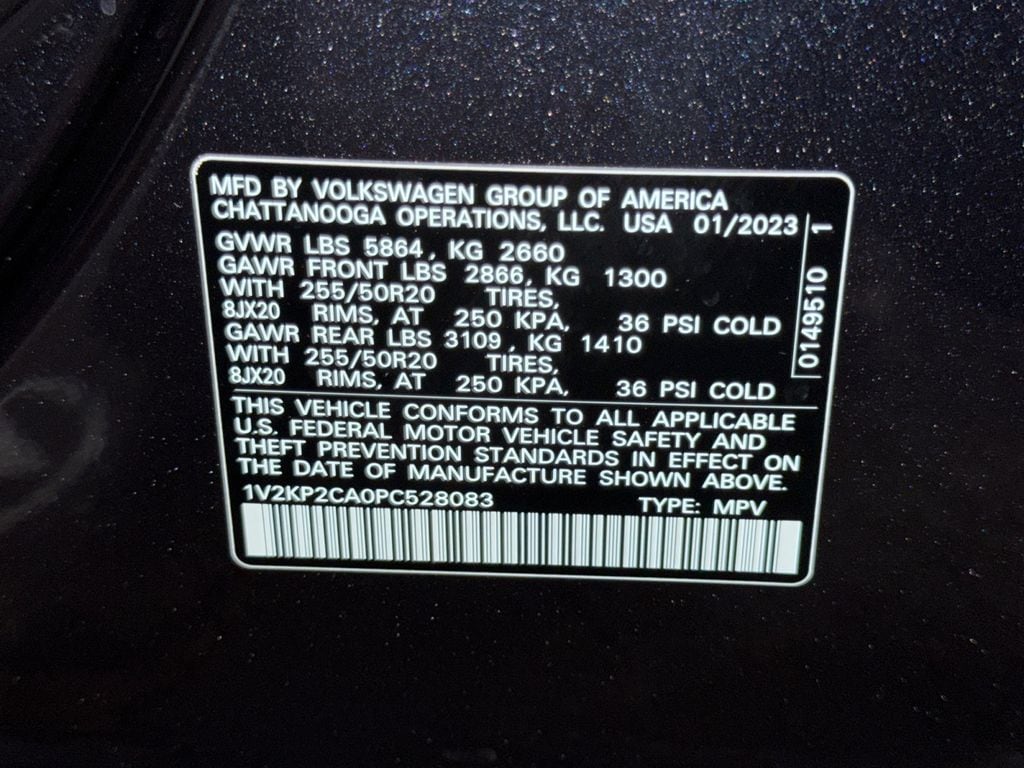 MFD BY VOLKSWAGEN GROUP OF AMERICA
CHATTANOOGA OPERATIONS, LLC. USA 01/2023
GVWR LBS 5864, KG 2660
GAWR FRONT LBS 2866, KG 1300
WITH 255/50R20 TIRES,
8JX20 RIMS, AT 250 KPA, 36 PSI COLD
GAWR REAR LBS 3109, KG 1410
WITH 255/50R20 TIRES,
8JX20 RIMS, AT 250 KPA, 36 PSI COLD
THIS VEHICLE CONFORMS TO ALL APPLICABLE
U.S. FEDERAL MOTOR VEHICLE SAFETY AND
THEFT PREVENTION STANDARDS IN EFFECT ON
THE DATE OF MANUFACTURE SHOWN ABOVE.
1V2KP2CA0PC528083 TYPE: MPV
0149510 1